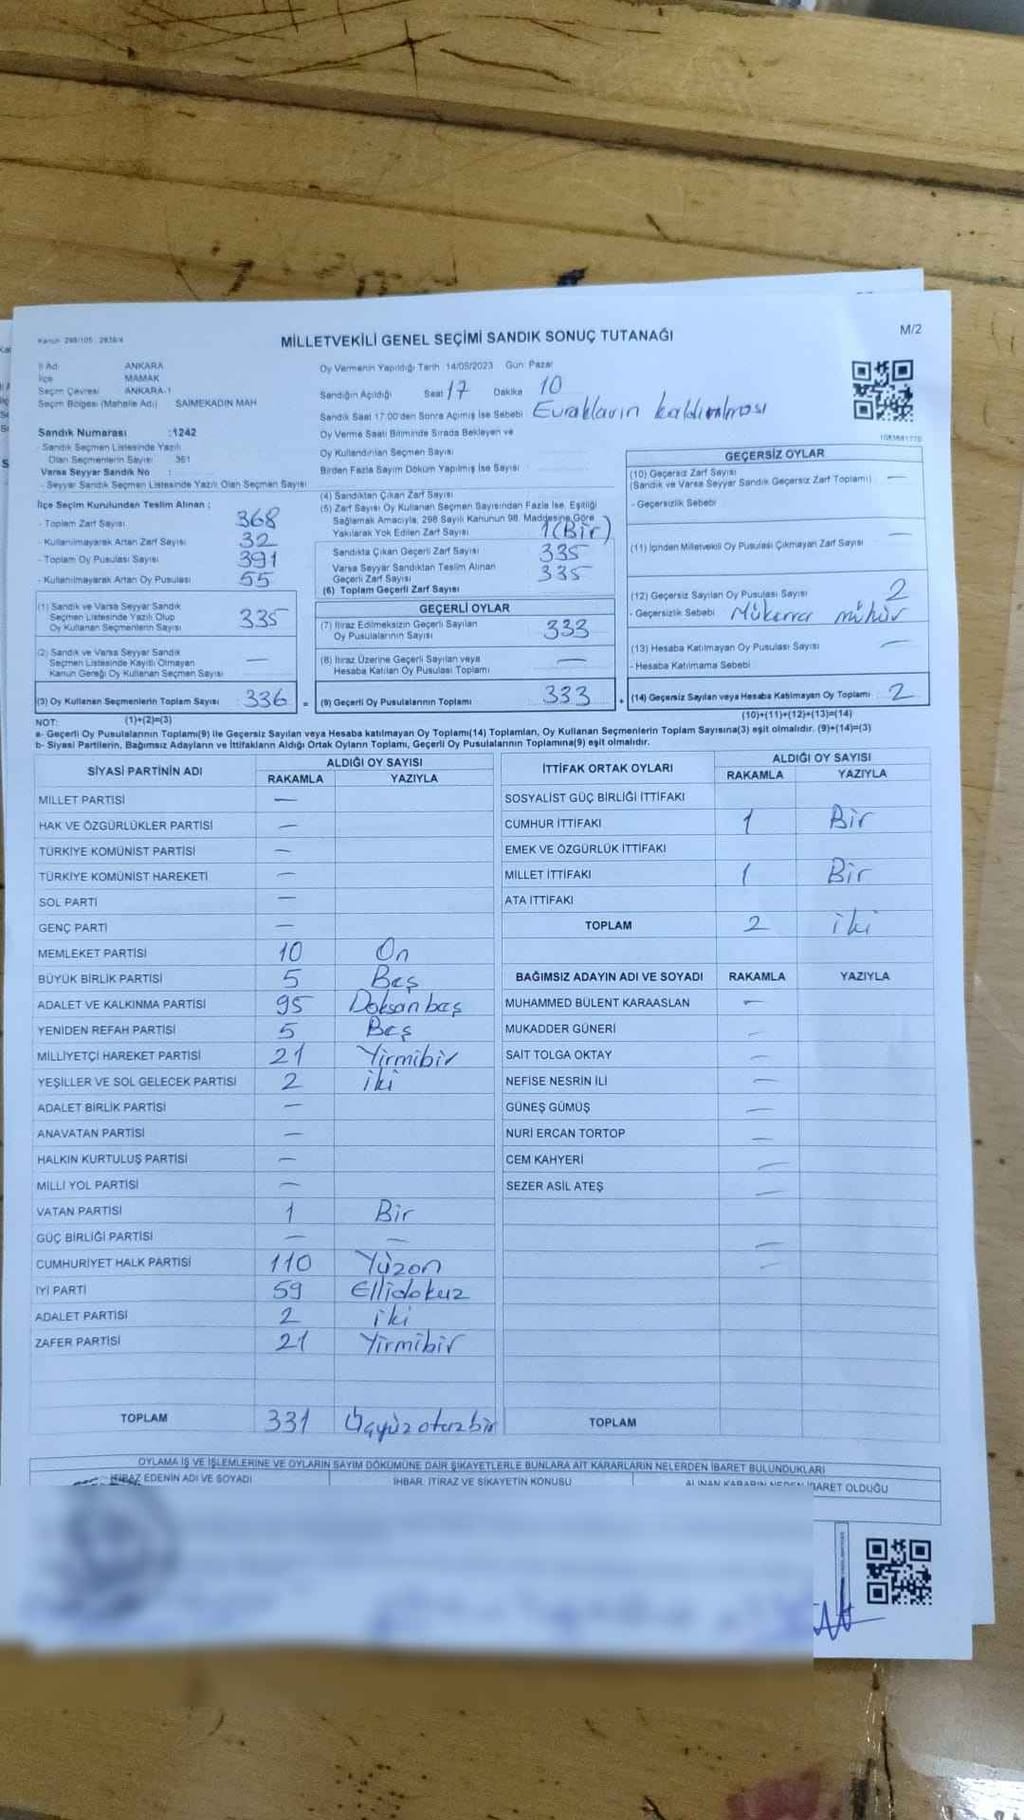 MİLLETVEKİLİ GENEL SEÇİMİ SANDIK SONUÇ TUTANAĞI
M/2
İl Adı ANKARA
İlçe MAMAK
Seçim Çevresi ANKARA-1
Seçim Bölgesi (Mahalle Adı) SAİMEKADIN MAH
Sandık Numarası :1242
Sandık Seçmen Listesinde Yazılı
Olan Seçmenlerin Sayısı 361
Varsa Seyyar Sandık No :
- Seyyar Sandık Seçmen Listesinde Yazılı Olan Seçmen Sayısı
Oy Vermenin Yapıldığı Tarih 14/05/2023 Gün Pazar
Sandığın Açıldığı Saat 17 Dakika 10
Sandık Saat 17:00'den Sonra Açılmış İse Sebebi Evrakların kaldırılması
Oy Verme Saati Bitiminde Sırada Bekleyen ve
Oy Kullandırılan Seçmen Sayısı
Birden Fazla Sayım Döküm Yapılmış İse Sayısı
İlçe Seçim Kurulundan Teslim Alınan ;
- Toplam Zarf Sayısı 368
- Kullanılmayarak Artan Zarf Sayısı 32
- Toplam Oy Pusulası Sayısı 391
- Kullanılmayarak Artan Oy Pusulası 55
(1) Sandık ve Varsa Seyyar Sandık
Seçmen Listesinde Yazılı Olup
Oy Kullanan Seçmenlerin Sayısı 335
(2) Sandık ve Varsa Seyyar Sandık
Seçmen Listesinde Kayıtlı Olmayan
Kanun Gereği Oy Kullanan Seçmen Sayısı —
(3) Oy Kullanan Seçmenlerin Toplam Sayısı 336 =
(4) Sandıktan Çıkan Zarf Sayısı
(5) Zarf Sayısı Oy Kullanan Seçmen Sayısından Fazla İse, Eşitliği
Sağlamak Amacıyla, 298 Sayılı Kanunun 98. Maddesine Göre
Yakılarak Yok Edilen Zarf Sayısı 1(Bir)
Sandıkta Çıkan Geçerli Zarf Sayısı 335
Varsa Seyyar Sandıktan Teslim Alınan
Geçerli Zarf Sayısı 335
(6) Toplam Geçerli Zarf Sayısı
GEÇERLİ OYLAR
(7) İtiraz Edilmeksizin Geçerli Sayılan
Oy Pusulalarının Sayısı 333
(8) İtiraz Üzerine Geçerli Sayılan veya
Hesaba Katılan Oy Pusulası Toplamı —
(9) Geçerli Oy Pusulalarının Toplamı 333 +
GEÇERSİZ OYLAR
(10) Geçersiz Zarf Sayısı
(Sandık ve Varsa Seyyar Sandık Geçersiz Zarf Toplamı) —
- Geçersizlik Sebebi
(11) İçinden Milletvekili Oy Pusulası Çıkmayan Zarf Sayısı —
(12) Geçersiz Sayılan Oy Pusulası Sayısı 2
- Geçersizlik Sebebi Mükerrer mühür
(13) Hesaba Katılmayan Oy Pusulası Sayısı —
- Hesaba Katılmama Sebebi
(14) Geçersiz Sayılan veya Hesaba Katılmayan Oy Toplamı 2
NOT: (1)+(2)=(3) (10)+(11)+(12)+(13)=(14)
a- Geçerli Oy Pusulalarının Toplamı(9) ile Geçersiz Sayılan veya Hesaba katılmayan Oy Toplamı(14) Toplamları, Oy Kullanan Seçmenlerin Toplam Sayısına(3) eşit olmalıdır. (9)+(14)=(3)
b- Siyasi Partilerin, Bağımsız Adayların ve İttifakların Aldığı Ortak Oyların Toplamı, Geçerli Oy Pusulalarının Toplamına(9) eşit olmalıdır.
SİYASİ PARTİNİN ADI ALDIĞI OY SAYISI
RAKAMLA YAZIYLA
MİLLET PARTİSİ —
HAK VE ÖZGÜRLÜKLER PARTİSİ —
TÜRKİYE KOMÜNİST PARTİSİ —
TÜRKİYE KOMÜNİST HAREKETİ —
SOL PARTİ —
GENÇ PARTİ —
MEMLEKET PARTİSİ 10 On
BÜYÜK BİRLİK PARTİSİ 5 Beş
ADALET VE KALKINMA PARTİSİ 95 Doksanbeş
YENİDEN REFAH PARTİSİ 5 Beş
MİLLİYETÇİ HAREKET PARTİSİ 21 Yirmibir
YEŞİLLER VE SOL GELECEK PARTİSİ 2 iki
ADALET BİRLİK PARTİSİ —
ANAVATAN PARTİSİ —
HALKIN KURTULUŞ PARTİSİ —
MİLLİ YOL PARTİSİ —
VATAN PARTİSİ 1 Bir
GÜÇ BİRLİĞİ PARTİSİ — —
CUMHURİYET HALK PARTİSİ 110 Yüzon
İYİ PARTİ 59 Ellidokuz
ADALET PARTİSİ 2 iki
ZAFER PARTİSİ 21 Yirmibir
TOPLAM 331 Üçyüzotuzbir
İTTİFAK ORTAK OYLARI ALDIĞI OY SAYISI
RAKAMLA YAZIYLA
SOSYALİST GÜÇ BİRLİĞİ İTTİFAKI
CUMHUR İTTİFAKI 1 Bir
EMEK VE ÖZGÜRLÜK İTTİFAKI
MİLLET İTTİFAKI 1 Bir
ATA İTTİFAKI
TOPLAM 2 iki
BAĞIMSIZ ADAYIN ADI VE SOYADI RAKAMLA YAZIYLA
MUHAMMED BÜLENT KARAASLAN —
MUKADDER GÜNERİ —
SAİT TOLGA OKTAY —
NEFİSE NESRİN İLİ —
GÜNEŞ GÜMÜŞ —
NURİ ERCAN TORTOP —
CEM KAHYERİ —
SEZER ASİL ATEŞ —
—
—
TOPLAM
OYLAMA İŞ VE İŞLEMLERİNE VE OYLARIN SAYIM DÖKÜMÜNE DAİR ŞİKAYETLERLE BUNLARA AİT KARARLARIN NELERDEN İBARET BULUNDUKLARI
İTİRAZ EDENİN ADI VE SOYADI
İHBAR, İTİRAZ VE ŞİKAYETİN KONUSU
ALINAN KARARIN NEDEN İBARET OLDUĞU